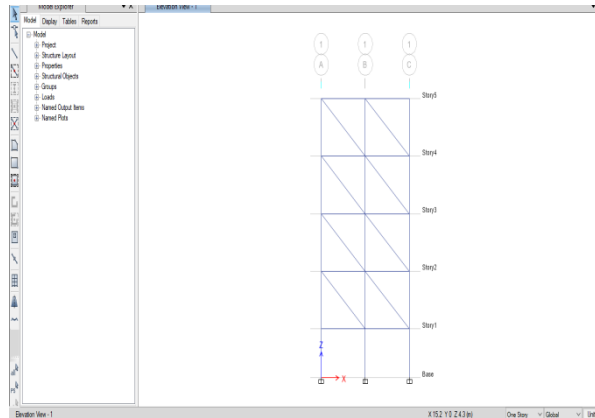 Model Explorer
Elevation View - 1
Model Display Tables Reports
Model
Project
Structure Layout
Properties
Structural Objects
Groups
Loads
Named Output Items
Named Plots
1 1 1
A B C
Story5
Story4
Story3
Story2
Story1
Base
Z
X
Elevation View - 1
X 15.2 Y 0 Z 4.3 (m)
One Story
Global
Unit